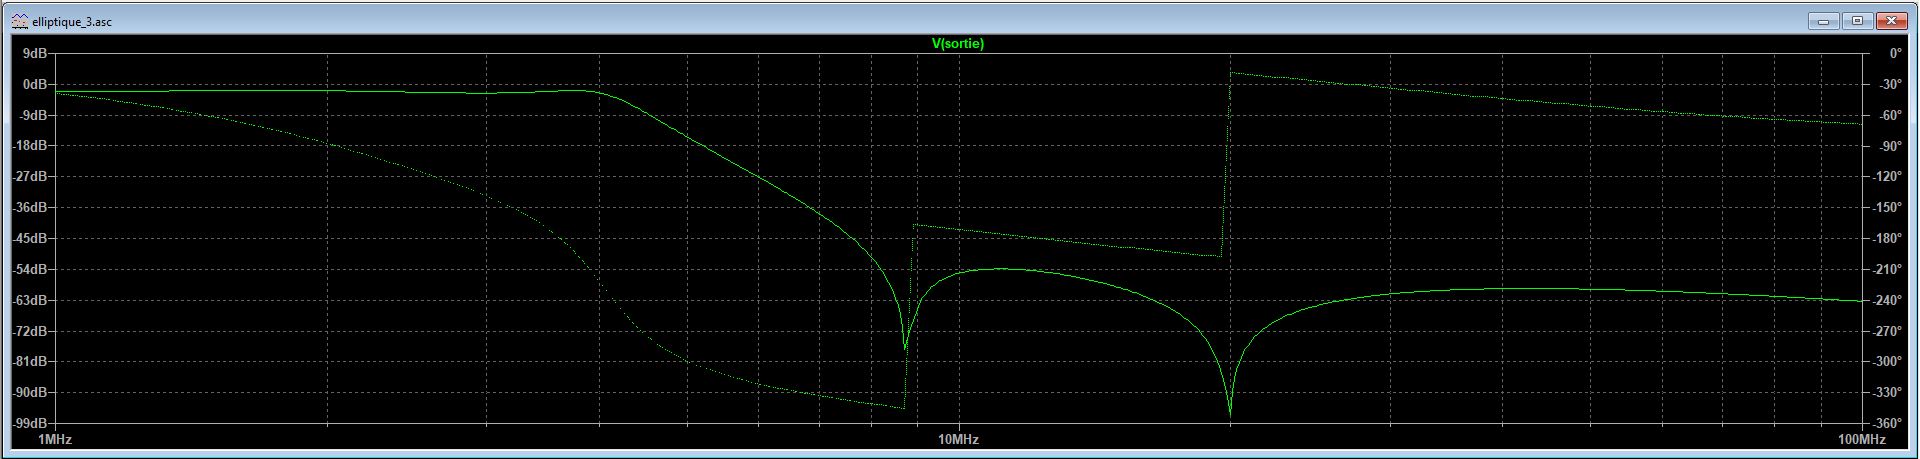 elliptique_3.asc
V(sortie)
9dB 0°
0dB -30°
-9dB -60°
-18dB -90°
-27dB -120°
-36dB -150°
-45dB -180°
-54dB -210°
-63dB -240°
-72dB -270°
-81dB -300°
-90dB -330°
-99dB -360°
1MHz 10MHz 100MHz